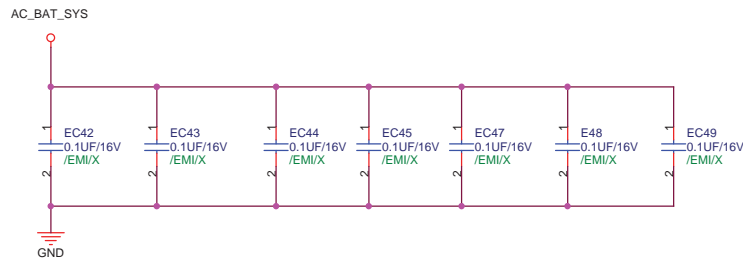 AC_BAT_SYS
1
EC42
0.1UF/16V
/EMI/X
2
1
EC43
0.1UF/16V
/EMI/X
2
1
EC44
0.1UF/16V
/EMI/X
2
1
EC45
0.1UF/16V
/EMI/X
2
1
EC47
0.1UF/16V
/EMI/X
2
1
E48
0.1UF/16V
/EMI/X
2
1
EC49
0.1UF/16V
/EMI/X
2
GND